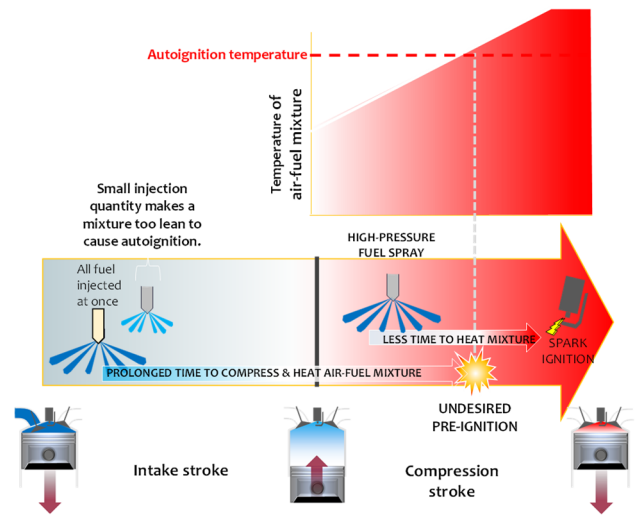 Autoignition temperature
Temperature of
air-fuel mixture
Small injection
quantity makes a
mixture too lean to
cause autoignition.
All fuel
injected
at once
HIGH-PRESSURE
FUEL SPRAY
LESS TIME TO HEAT MIXTURE
SPARK
IGNITION
PROLONGED TIME TO COMPRESS & HEAT AIR-FUEL MIXTURE
UNDESIRED
PRE-IGNITION
Intake stroke
Compression
stroke